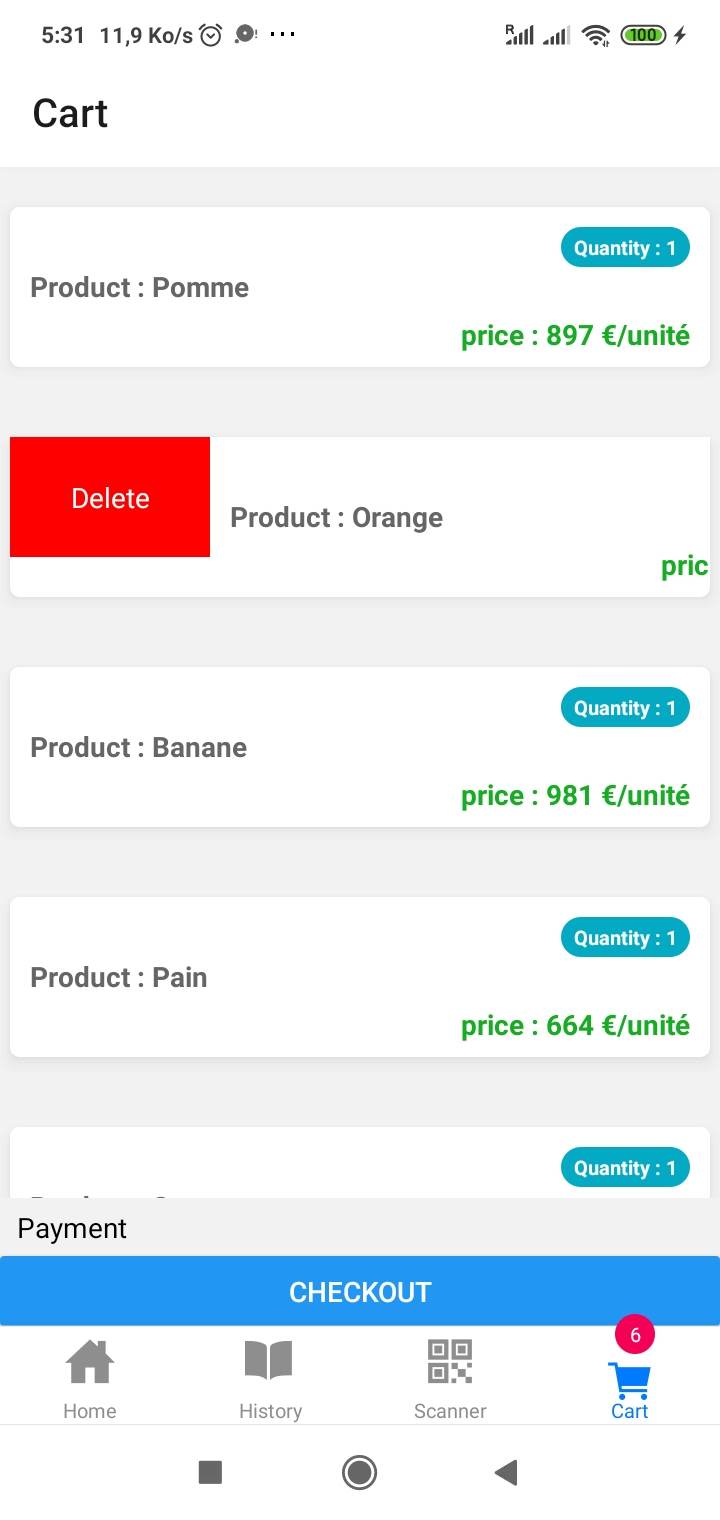 5:31 11,9 Ko/s ...
R 100
Cart
Quantity : 1
Product : Pomme
price : 897 €/unité
Delete
Product : Orange
pric
Quantity : 1
Product : Banane
price : 981 €/unité
Quantity : 1
Product : Pain
price : 664 €/unité
Quantity : 1
Payment
CHECKOUT
6
Home
History
Scanner
Cart